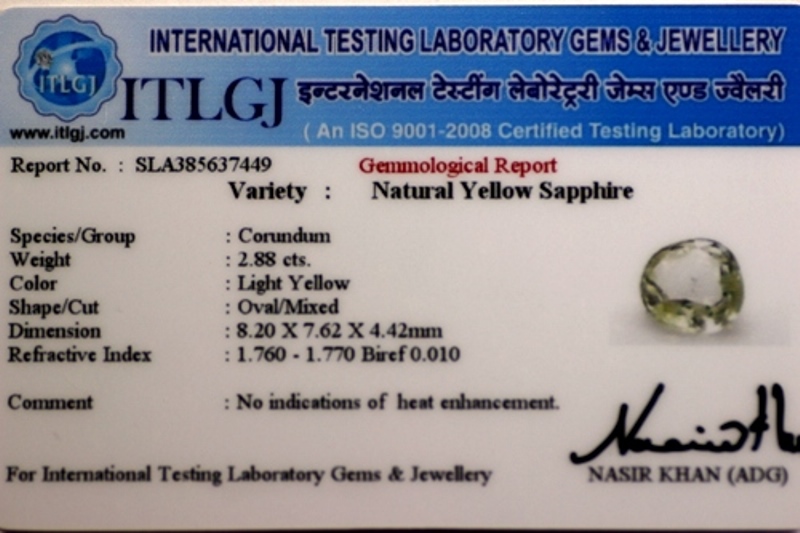 INTERNATIONAL TESTING LABORATORY GEMS & JEWELLERY
ITLGJ
ITLGJ
इन्टरनेशनल टेस्टींग लेबोरेट्ररी जेम्स एण्ड ज्वैलरी
www.itlgj.com
( An ISO 9001-2008 Certified Testing Laboratory)
Report No. : SLA385637449
Gemmological Report
Variety : Natural Yellow Sapphire
Species/Group : Corundum
Weight : 2.88 cts.
Color : Light Yellow
Shape/Cut : Oval/Mixed
Dimension : 8.20 X 7.62 X 4.42mm
Refractive Index : 1.760 - 1.770 Biref 0.010
Comment : No indications of heat enhancement.
For International Testing Laboratory Gems & Jewellery
NASIR KHAN (ADG)